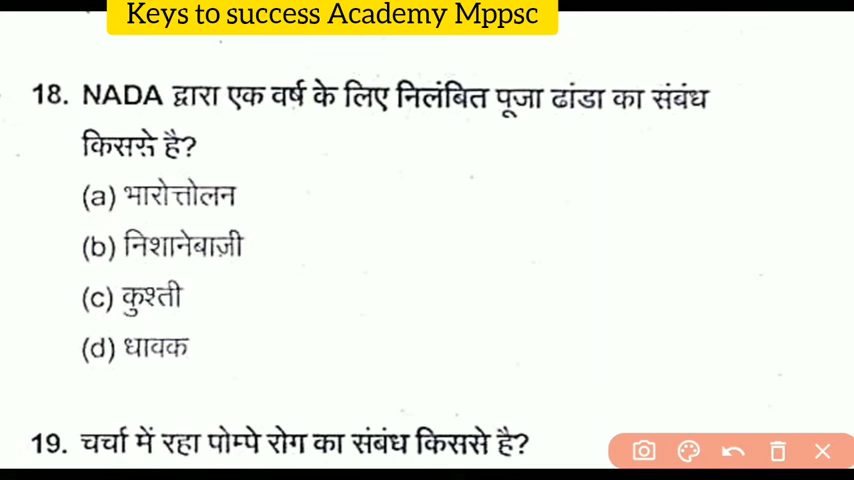 Keys to success Academy Mppsc
18. NADA द्वारा एक वर्ष के लिए निलंबित पूजा ढांडा का संबंध
किससे है?
(a) भारोत्तोलन
(b) निशानेबाज़ी
(c) कुश्ती
(d) धावक
19. चर्चा में रहा पोम्पे रोग का संबंध किससे है?